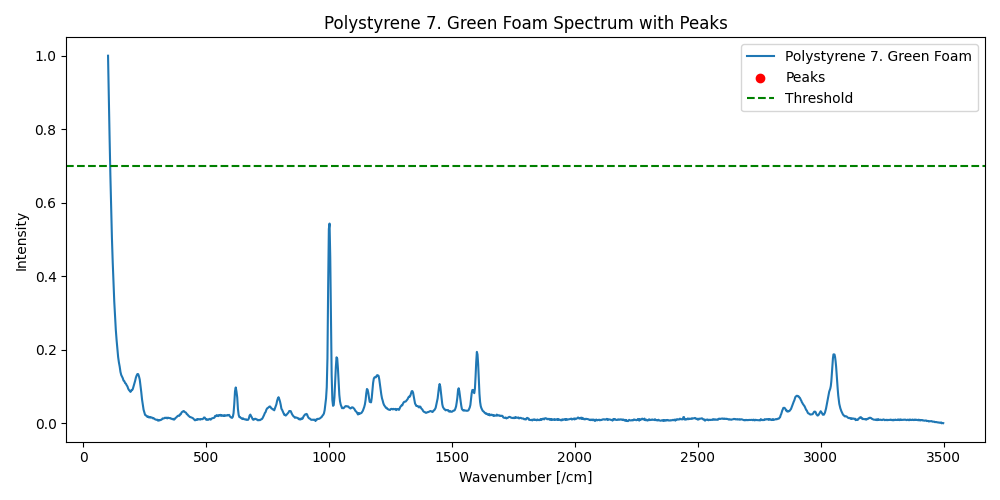 Polystyrene 7. Green Foam Spectrum with Peaks
Polystyrene 7. Green Foam
Peaks
Threshold
Intensity
1.0
0.8
0.6
0.4
0.2
0.0
0 500 1000 1500 2000 2500 3000 3500
Wavenumber [/cm]